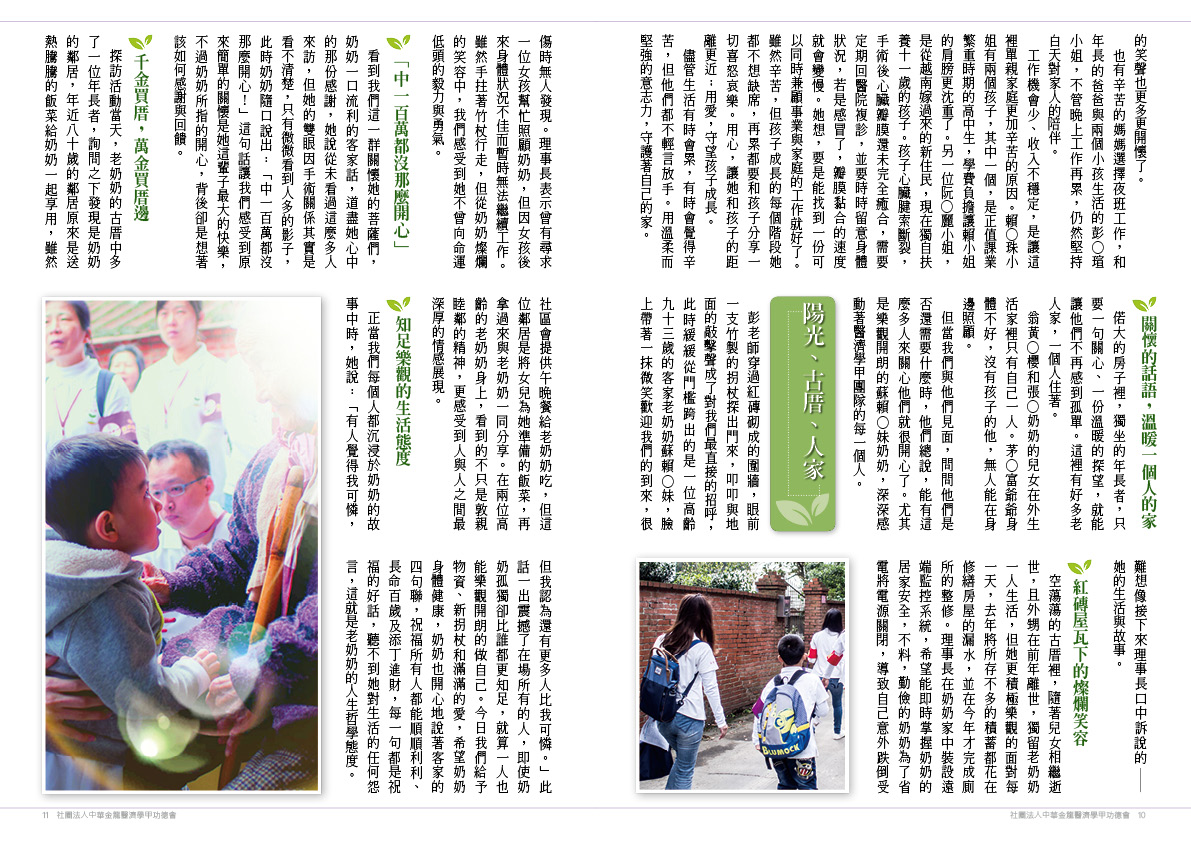 的笑聲也更多更開懷了。
也有辛苦的媽媽選擇夜班工作，和
年長的爸爸與兩個小孩生活的彭〇瑄
小姐，不管晚上工作再累，仍然堅持
白天對家人的陪伴。
工作機會少、收入不穩定，是讓這
裡單親家庭更加辛苦的原因。賴〇珠小
姐有兩個孩子，其中一個，是正值課業
繁重時期的高中生，學費負擔讓賴小姐
的肩膀更沈重了。另一位阮〇麗小姐，
是從越南嫁過來的新住民，現在獨自扶
養十一歲的孩子。孩子心臟腱索斷裂，
手術後心臟瓣膜還未完全癒合，需要
定期回醫院複診，並要時時留意身體
狀況，若是感冒了，瓣膜黏合的速度
就會變慢。她想，要是能找到一份可
以同時兼顧事業與家庭的工作就好了。
雖然辛苦，但孩子成長的每個階段她
都不想缺席，再累都要和孩子分享一
切喜怒哀樂。用心，讓她和孩子的距
離更近；用愛，守望孩子成長。
儘管生活有時會累，有時會覺得辛
苦，但他們都不輕言放手。用溫柔而
堅強的意志力，守護著自己的家。
關懷的話語，溫暖一個人的家
偌大的房子裡，獨坐的年長者，只
要一句關心、一份溫暖的探望，就能
讓他們不再感到孤單。這裡有好多老
人家，一個人住著。
翁黃〇櫻和張〇奶奶的兒女在外生
活家裡只有自己一人。茅〇富爺爺身
體不好，沒有孩子的他，無人能在身
邊照顧。
但當我們與他們見面，問問他們是
否還需要什麼時，他們總說，能有這
麼多人來關心他們就很開心了。尤其
是樂觀開朗的蘇賴〇妹奶奶，深深感
動著醫濟學甲團隊的每一個人。
陽光、古厝、人家
彭老師穿過紅磚砌成的圍牆，眼前
一支竹製的拐杖探出門來，叩叩與地
面的敲擊聲成了對我們最直接的招呼，
此時緩緩從門檻跨出的是一位高齡
九十三歲的客家老奶奶蘇賴〇妹，臉
上帶著一抹微笑歡迎我們的到來，很
難想像接下來理事長口中訴說的——
她的生活與故事。
紅磚屋瓦下的燦爛笑容
空蕩蕩的古厝裡，隨著兒女相繼逝
世，且外甥在前年離世，獨留老奶奶
一人生活，但她更積極樂觀的面對每
一天，去年將所存不多的積蓄都花在
修繕房屋的漏水，並在今年才完成廁
所的整修。理事長在奶奶家中裝設遠
端監控系統，希望能即時掌握奶奶的
居家安全，不料，勤儉的奶奶為了省
電將電源關閉，導致自己意外跌倒受
BLUMOCK
社團法人中華金龍醫濟學甲功德會 10
傷時無人發現。理事長表示曾有尋求
一位女孩幫忙照顧奶奶，但因女孩後
來身體狀況不佳而暫時無法繼續工作。
雖然手拄著竹杖行走，但從奶奶燦爛
的笑容中，我們感受到她不曾向命運
低頭的毅力與勇氣。
「中一百萬都沒那麼開心」
看到我們這一群關懷她的菩薩們，
奶奶一口流利的客家話，道盡她心中
的那份感謝，她說從未看過這麼多人
來訪，但她的雙眼因手術關係其實是
看不清楚，只有微微看到人多的影子，
此時奶奶隨口說出：「中一百萬都沒
那麼開心！」這句話讓我們感受到原
來簡單的關懷是她這輩子最大的快樂，
不過奶奶所指的開心，背後卻是想著
該如何感謝與回饋。
千金買厝，萬金買厝邊
探訪活動當天，老奶奶的古厝中多
了一位年長者，詢問之下發現是奶奶
的鄰居，年近八十歲的鄰居原來是送
熱騰騰的飯菜給奶奶一起享用，雖然
社區會提供午晚餐給老奶奶吃，但這
位鄰居是將女兒為她準備的飯菜，再
拿過來與老奶奶一同分享。在兩位高
齡的老奶奶身上，看到的不只是敦親
睦鄰的精神，更感受到人與人之間最
深厚的情感展現。
知足樂觀的生活態度
正當我們每個人都沉浸於奶奶的故
事中時，她說：「有人覺得我可憐，
但我認為還有更多人比我可憐。」此
話一出震撼了在場所有的人，即使奶
奶孤獨卻比誰都更知足，就算一人也
能樂觀開朗的做自己。今日我們給予
物資、新拐杖和滿滿的愛，希望奶奶
身體健康，奶奶也開心地說著客家的
四句聯，祝福所有人都能順順利利、
長命百歲及添丁進財，每一句都是祝
福的好話，聽不到她對生活的任何怨
言，這就是老奶奶的人生哲學態度。
11 社團法人中華金龍醫濟學甲功德會